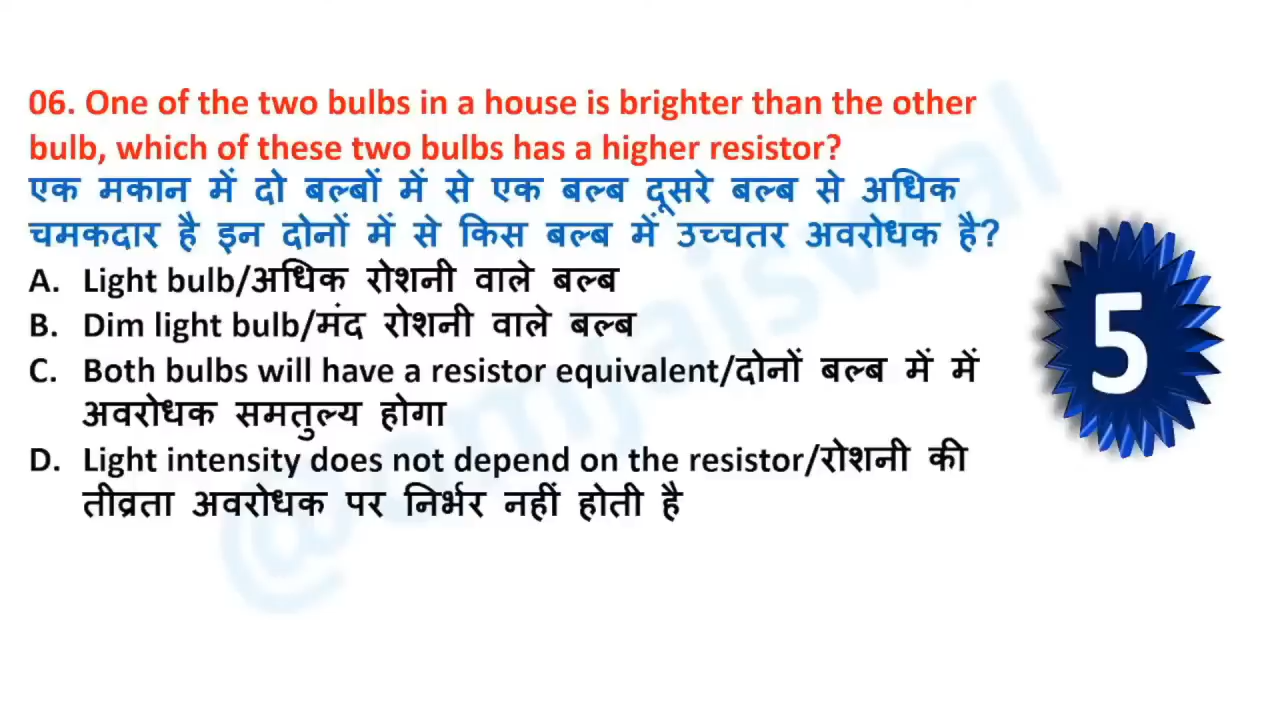 06. One of the two bulbs in a house is brighter than the other
bulb, which of these two bulbs has a higher resistor?
एक मकान में दो बल्बों में से एक बल्ब दूसरे बल्ब से अधिक
चमकदार है इन दोनों में से किस बल्ब में उच्चतर अवरोधक है?
A. Light bulb/अधिक रोशनी वाले बल्ब
B. Dim light bulb/मंद रोशनी वाले बल्ब
C. Both bulbs will have a resistor equivalent/दोनों बल्ब में में
अवरोधक समतुल्य होगा
D. Light intensity does not depend on the resistor/रोशनी की
तीव्रता अवरोधक पर निर्भर नहीं होती है
5